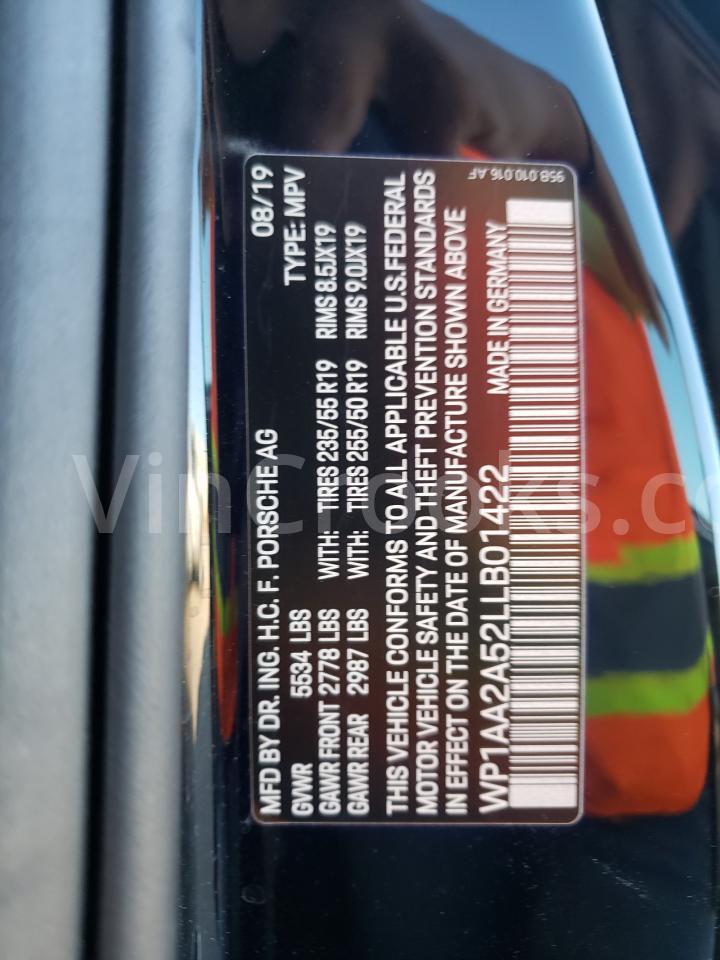 MFD BY DR. ING. H.C. F. PORSCHE AG 08/19
GVWR 5534 LBS TYPE: MPV
GAWR FRONT 2778 LBS WITH: TIRES 235/55 R19 RIMS 8.5JX19
GAWR REAR 2987 LBS WITH: TIRES 255/50 R19 RIMS 9.0JX19
THIS VEHICLE CONFORMS TO ALL APPLICABLE U.S.FEDERAL
MOTOR VEHICLE SAFETY AND THEFT PREVENTION STANDARDS
IN EFFECT ON THE DATE OF MANUFACTURE SHOWN ABOVE
WP1AA2A52LLB01422 MADE IN GERMANY
95B.010.016.AF
VinCrooks.c